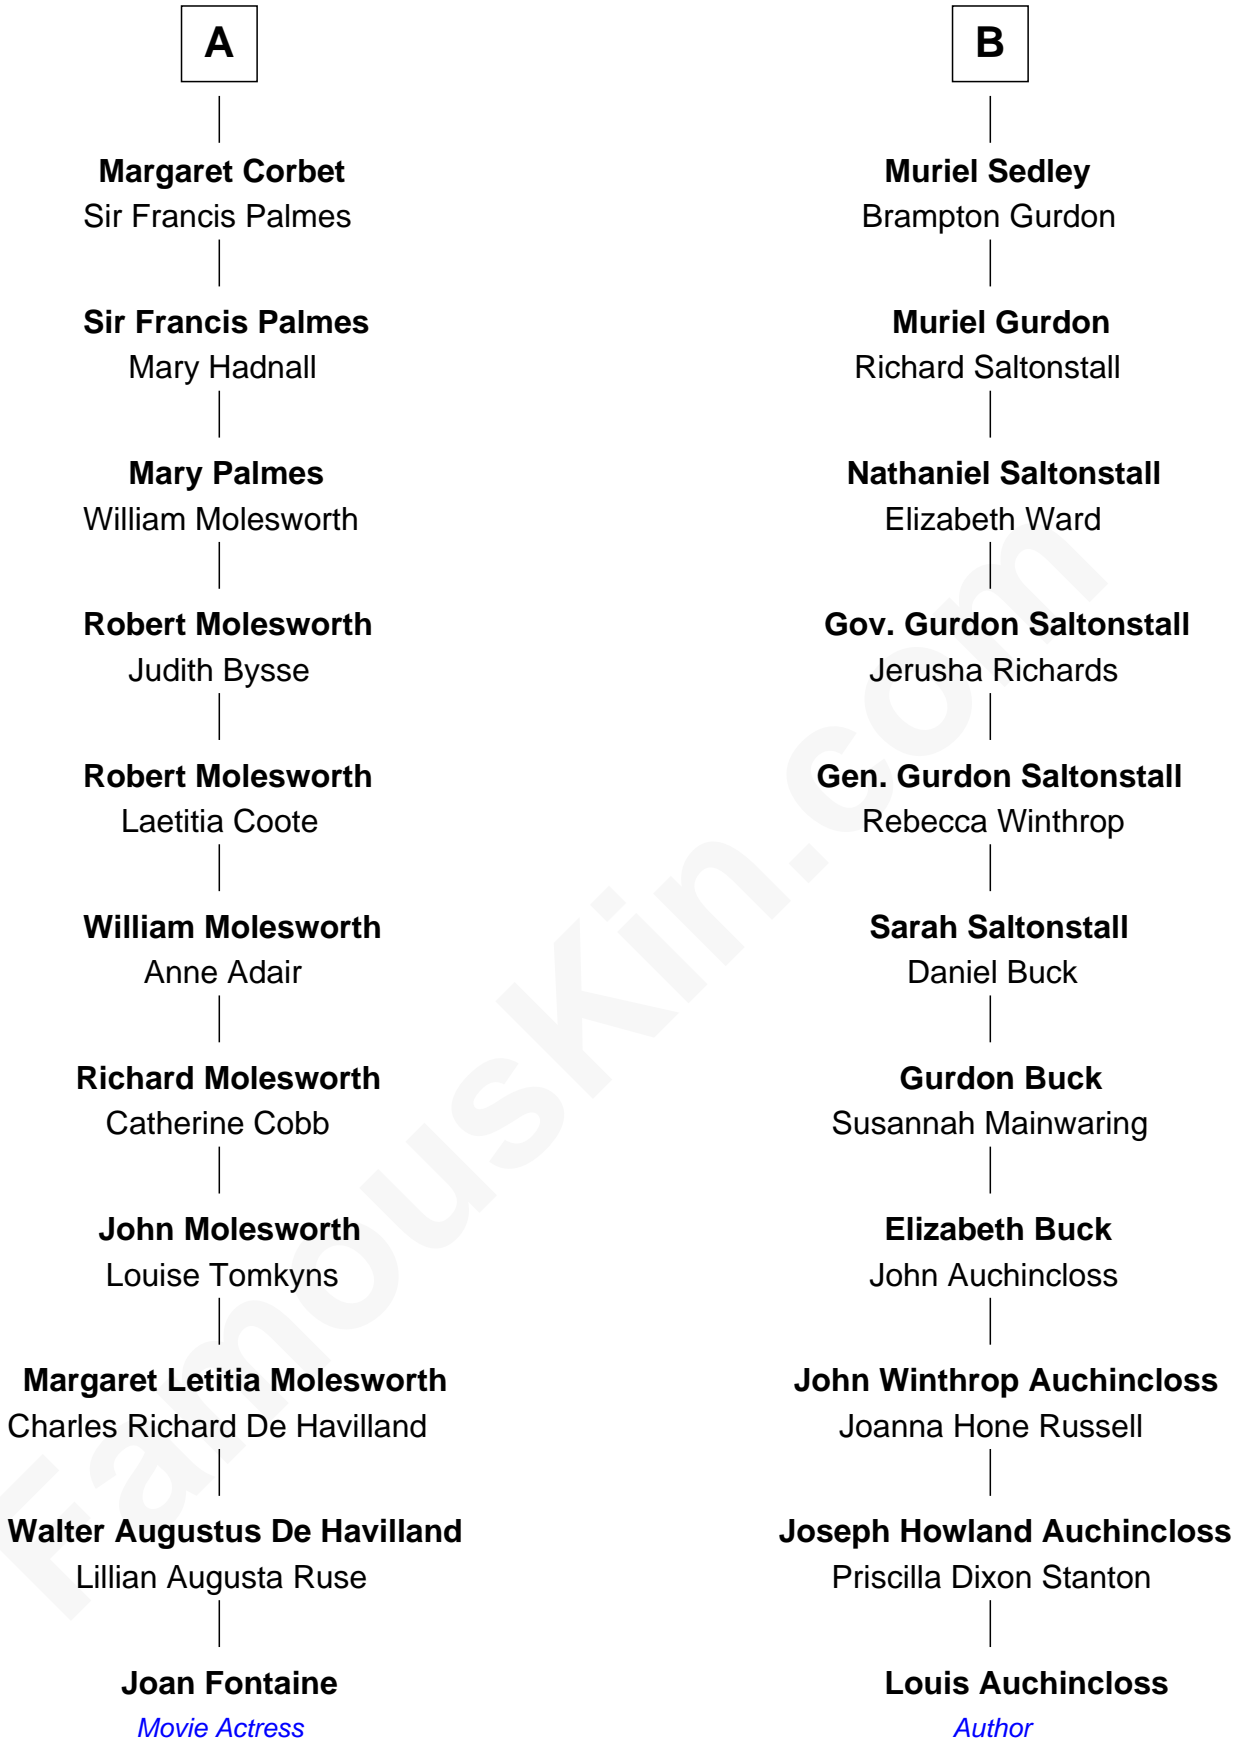 A
Margaret Corbet
Sir Francis Palmes
Sir Francis Palmes
Mary Hadnall
Mary Palmes
William Molesworth
Robert Molesworth
Judith Bysse
Robert Molesworth
Laetitia Coote
William Molesworth
Anne Adair
Richard Molesworth
Catherine Cobb
John Molesworth
Louise Tomkyns
Margaret Letitia Molesworth
Charles Richard De Havilland
Walter Augustus De Havilland
Lillian Augusta Ruse
Joan Fontaine
Movie Actress
B
Muriel Sedley
Brampton Gurdon
Muriel Gurdon
Richard Saltonstall
Nathaniel Saltonstall
Elizabeth Ward
Gov. Gurdon Saltonstall
Jerusha Richards
Gen. Gurdon Saltonstall
Rebecca Winthrop
Sarah Saltonstall
Daniel Buck
Gurdon Buck
Susannah Mainwaring
Elizabeth Buck
John Auchincloss
John Winthrop Auchincloss
Joanna Hone Russell
Joseph Howland Auchincloss
Priscilla Dixon Stanton
Louis Auchincloss
Author
FamousKin.com